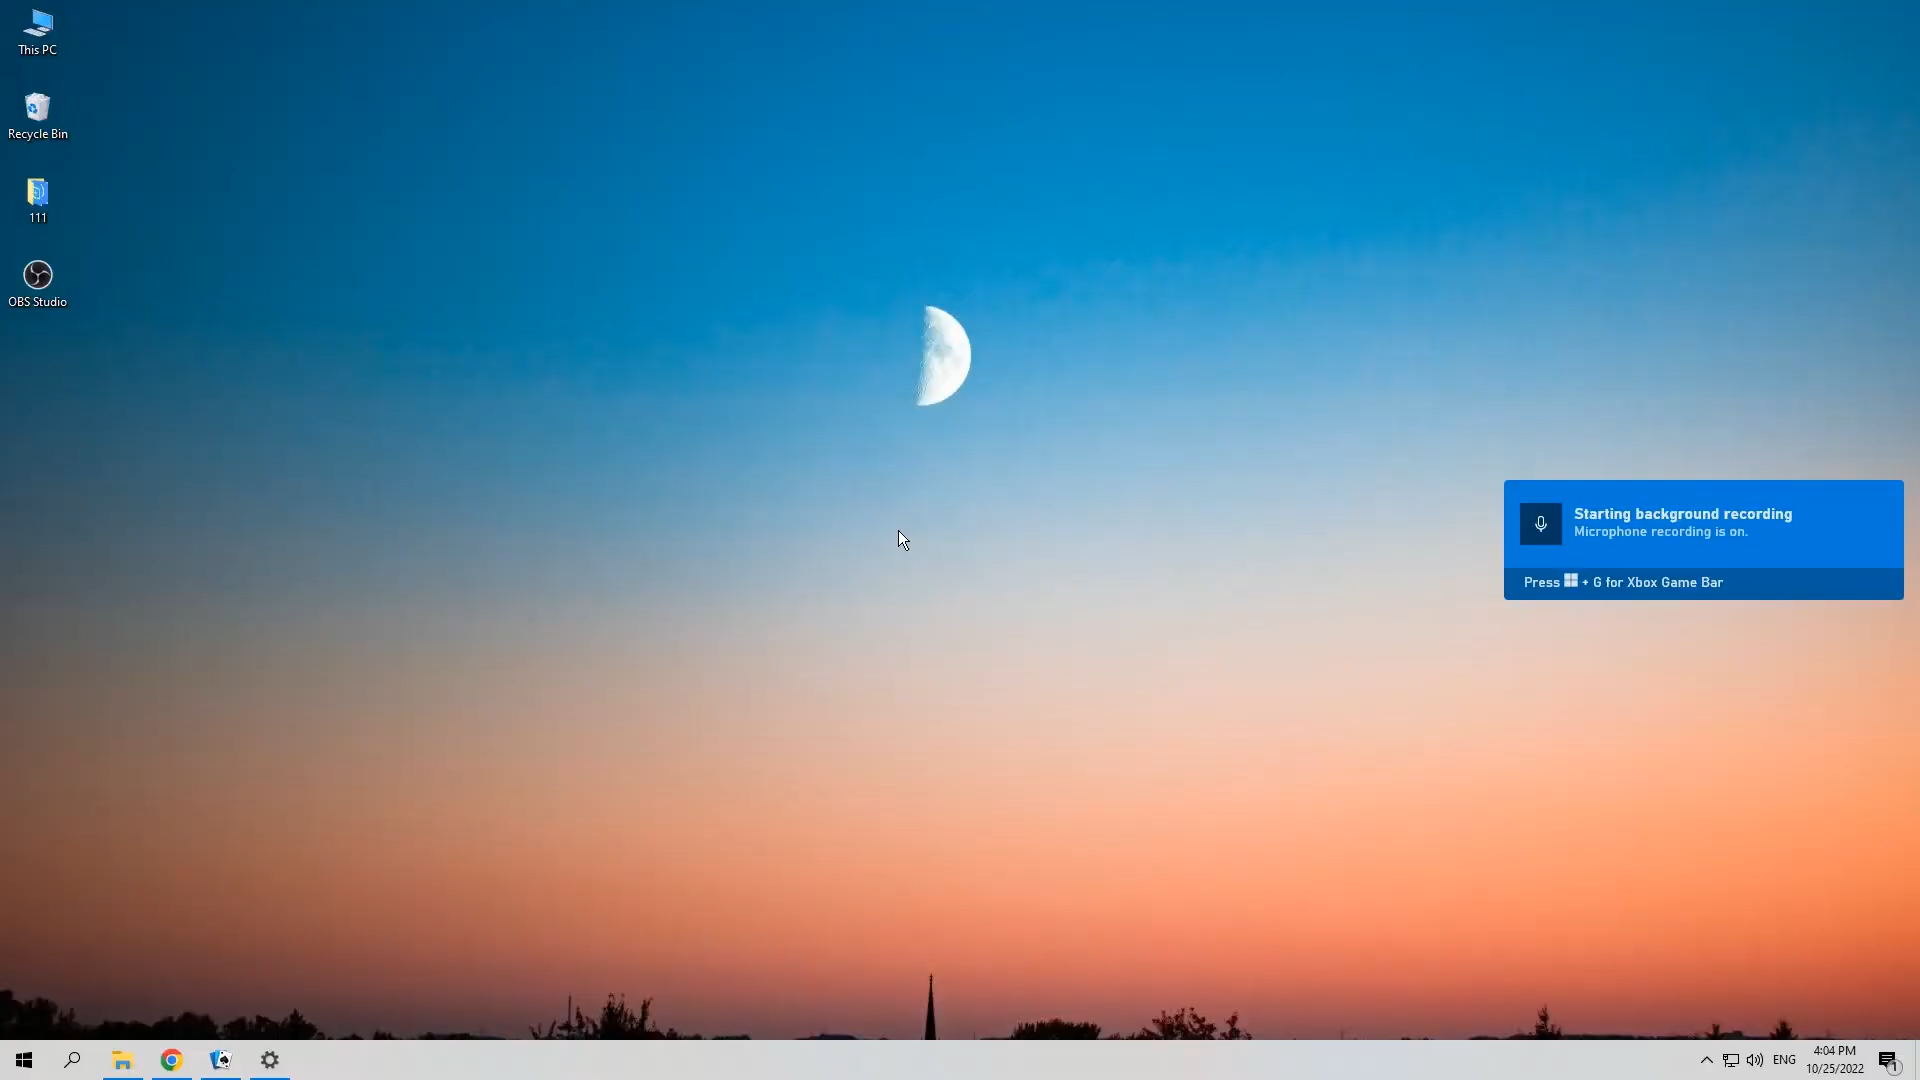 This PC
Recycle Bin
111
OBS Studio
Starting background recording
Microphone recording is on.
Press + G for Xbox Game Bar
ENG
4:04 PM
10/25/2022
1